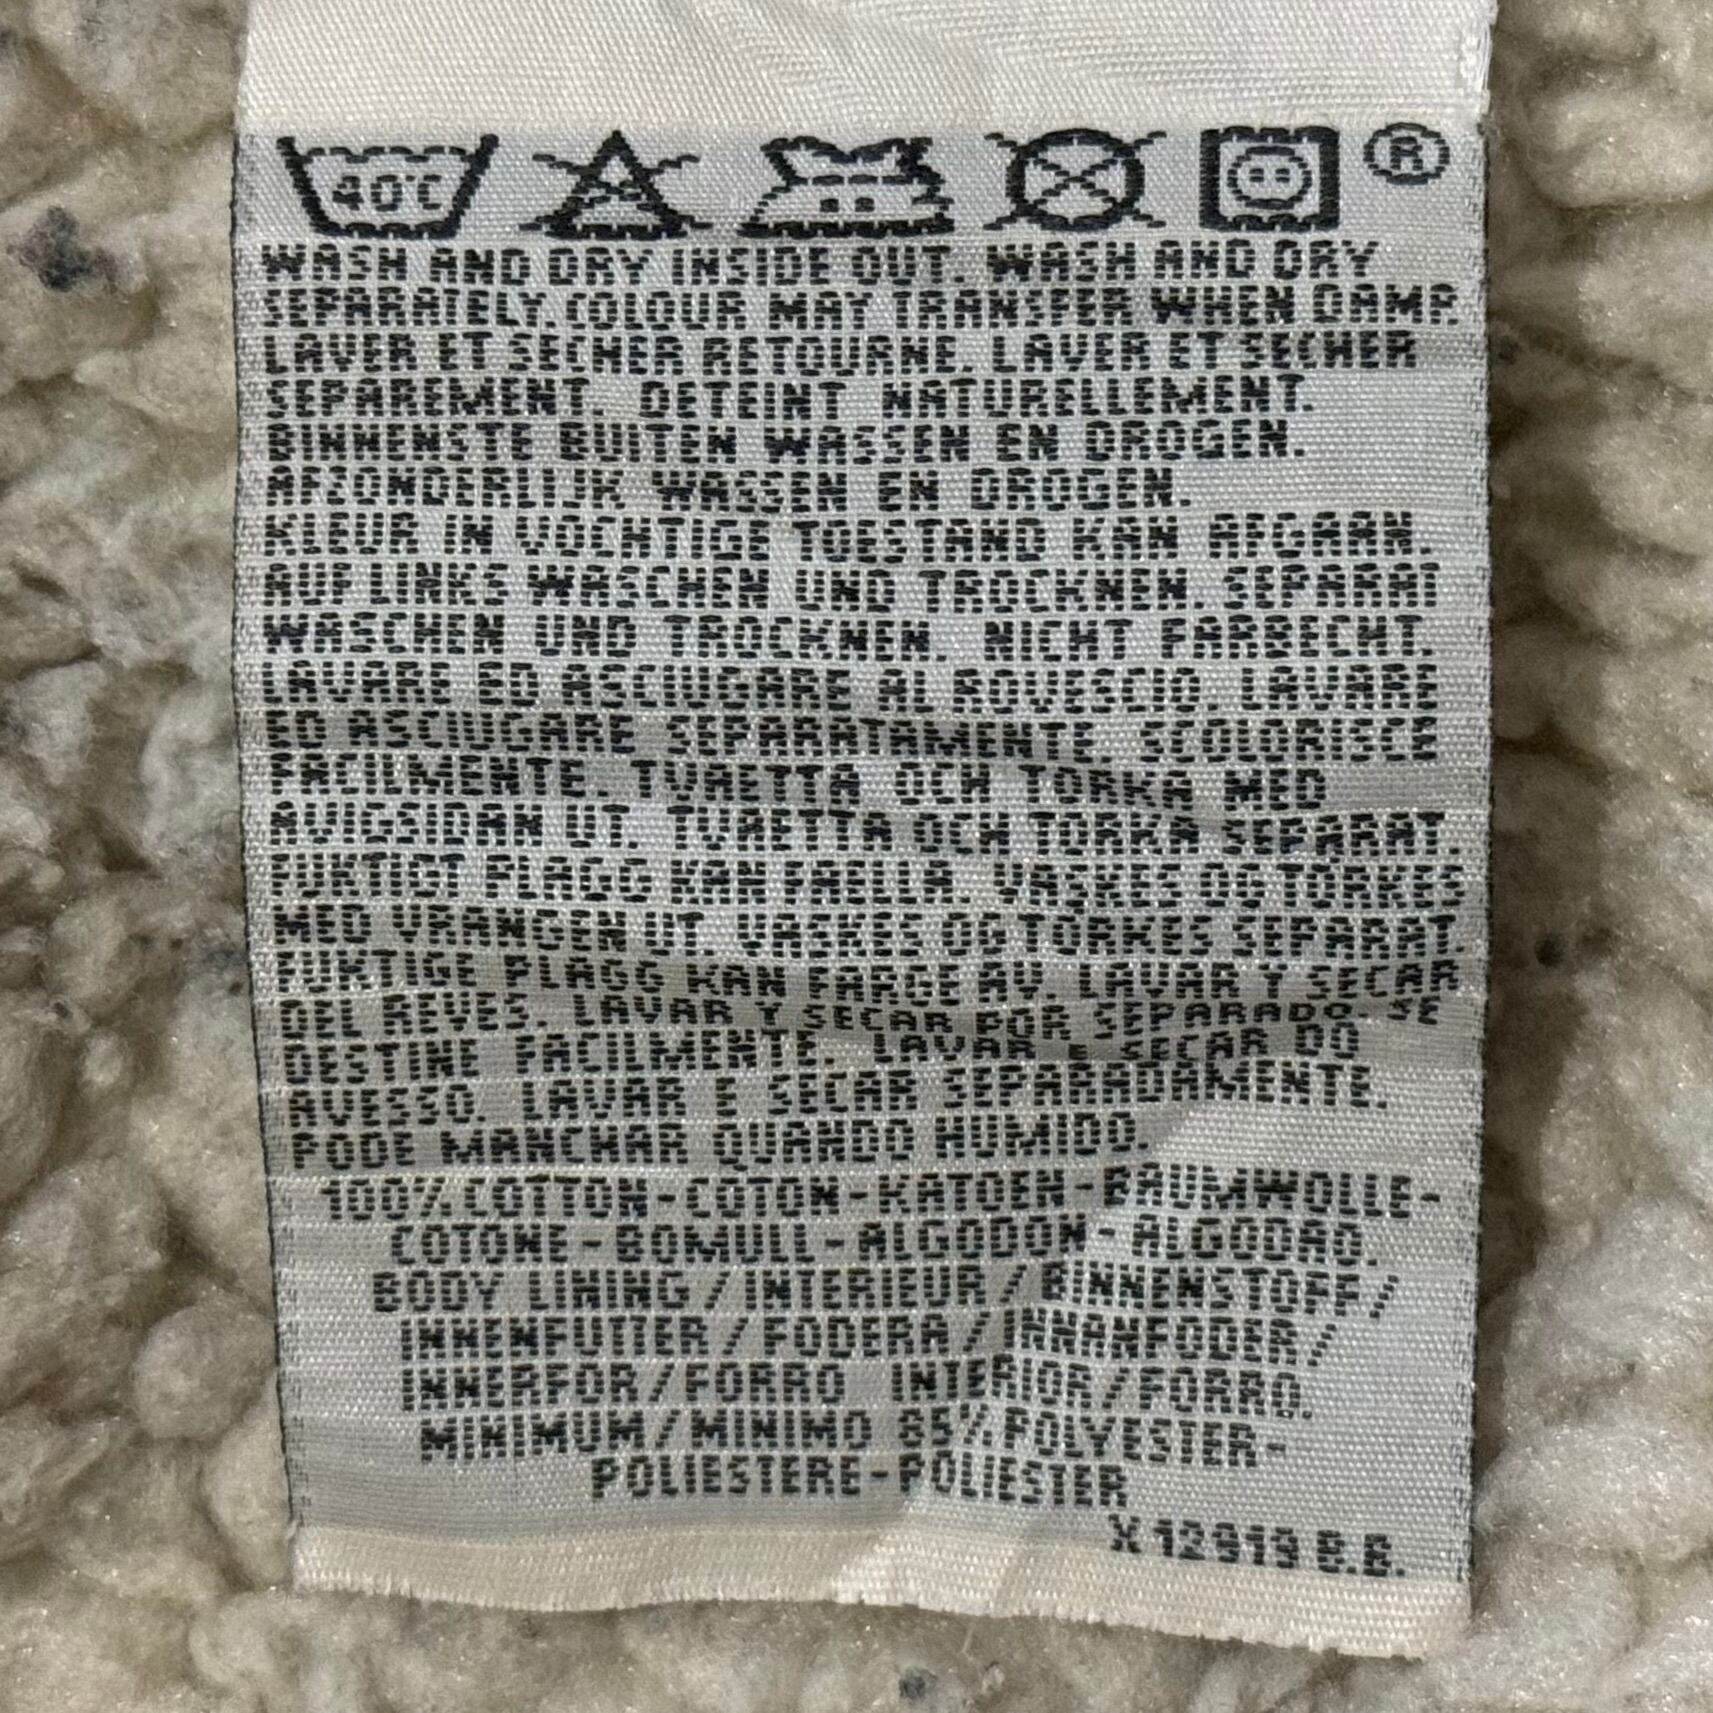 40°C ®
WASH AND DRY INSIDE OUT. WASH AND DRY
SEPARATELY. COLOUR MAY TRANSFER WHEN DAMP.
LAVER ET SECHER RETOURNE. LAVER ET SECHER
SEPAREMENT. DETEINT NATURELLEMENT.
BINNENSTE BUITEN WASSEN EN DROGEN.
AFZONDERLIJK WASSEN EN DROGEN.
KLEUR IN VOCHTIGE TOESTAND KAN AFGAAN.
AUF LINKS WASCHEN UND TROCKNEN. SEPARAT
WASCHEN UND TROCKNEN. NICHT FARBECHT.
LAVARE ED ASCIUGARE AL ROVESCIO. LAVARE
ED ASCIUGARE SEPARATAMENTE. SCOLORISCE
FACILMENTE. TVAETTA OCH TORKA MED
AVIGSIDAN UT. TVAETTA OCH TORKA SEPARAT.
FUKTIGT PLAGG KAN FAELLA. VASKES OG TORKES
MED VRANGEN UT. VASKES OG TORKES SEPARAT.
FUKTIGE PLAGG KAN FARGE AV. LAVAR Y SECAR
DEL REVES. LAVAR Y SECAR POR SEPARADO. SE
DESTINE FACILMENTE. LAVAR E SECAR DO
AVESSO. LAVAR E SECAR SEPARADAMENTE.
PODE MANCHAR QUANDO HUMIDO.
100% COTTON-COTON-KATOEN-BAUMWOLLE-
COTONE-BOMULL-ALGODON-ALGODAO.
BODY LINING/INTERIEUR/BINNENSTOFF/
INNENFUTTER/FODERA/INNANFODER/
INNERFOR/FORRO INTERIOR/FORRO.
MINIMUM/MINIMO 85% POLYESTER-
POLIESTERE-POLIESTER
X 12919 B.B.